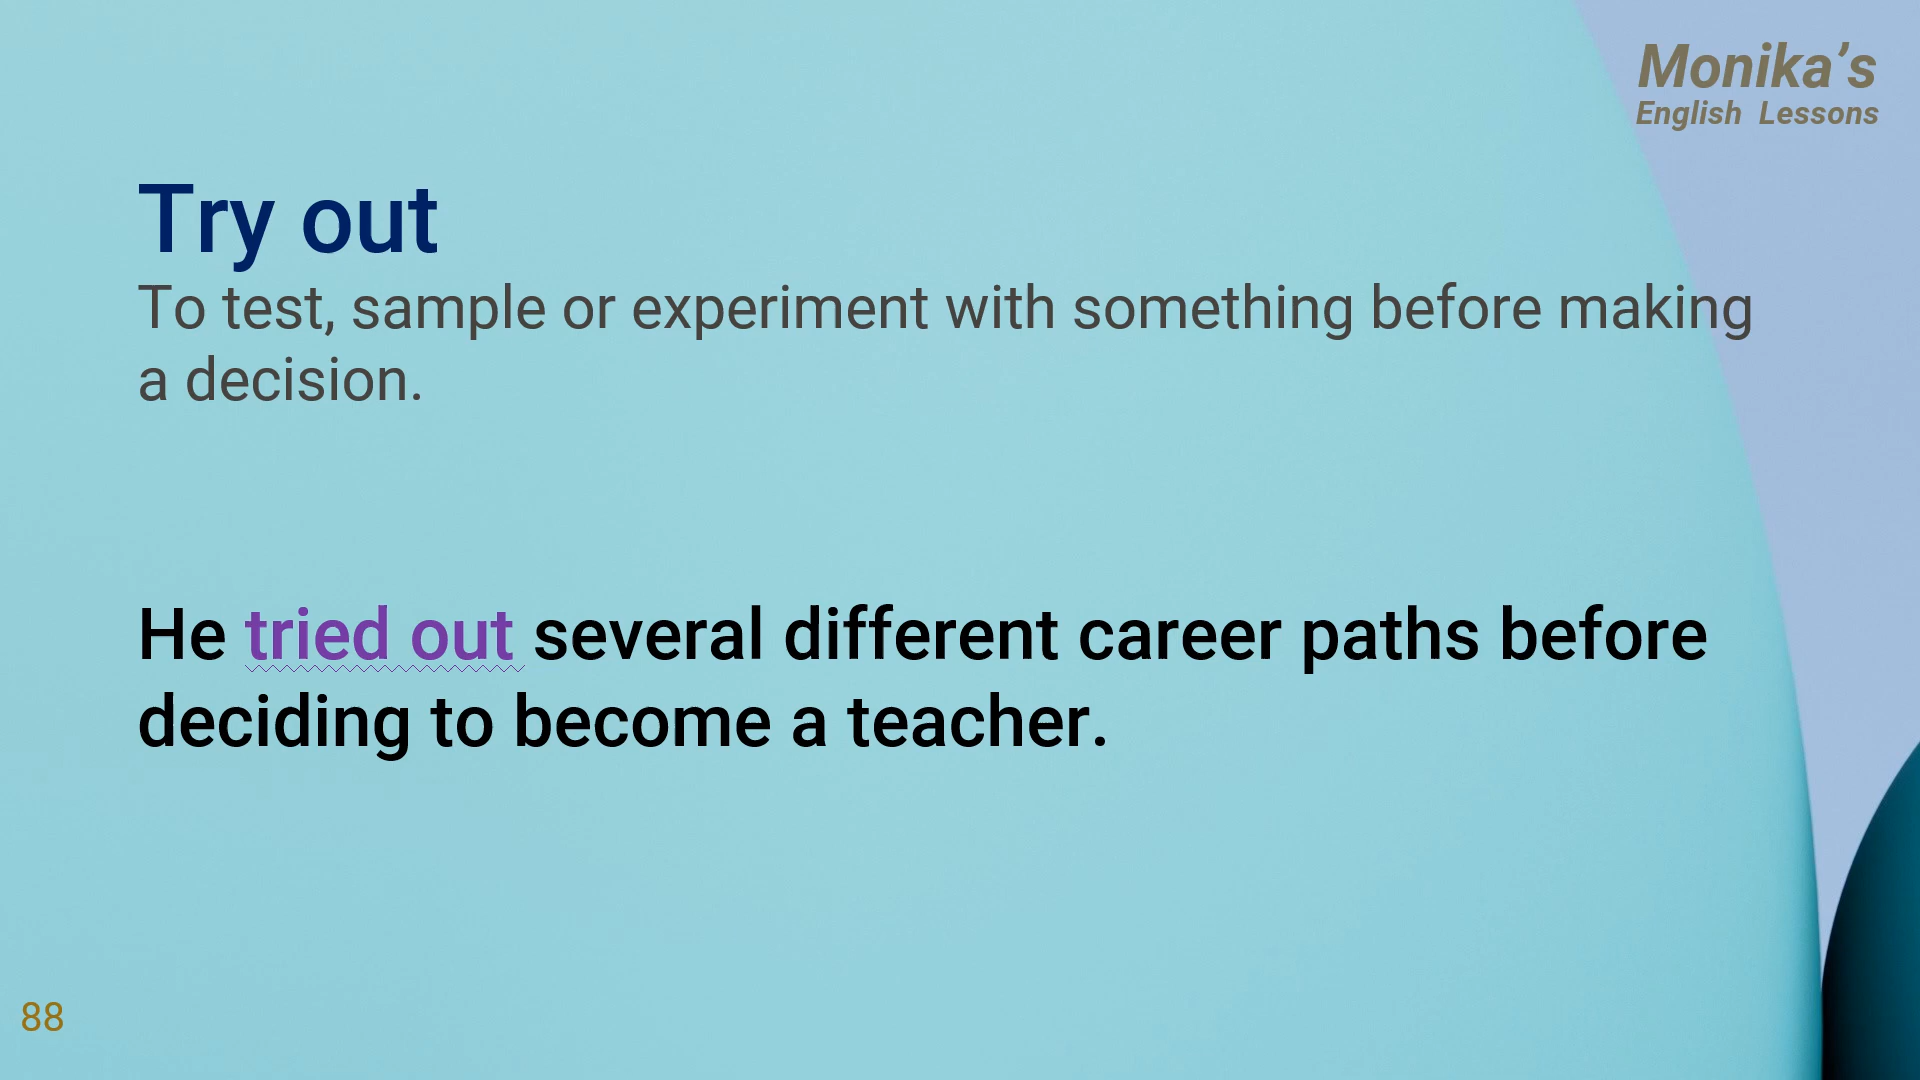 Monika’s
English Lessons
Try out
To test, sample or experiment with something before making
a decision.
He tried out several different career paths before
deciding to become a teacher.
88